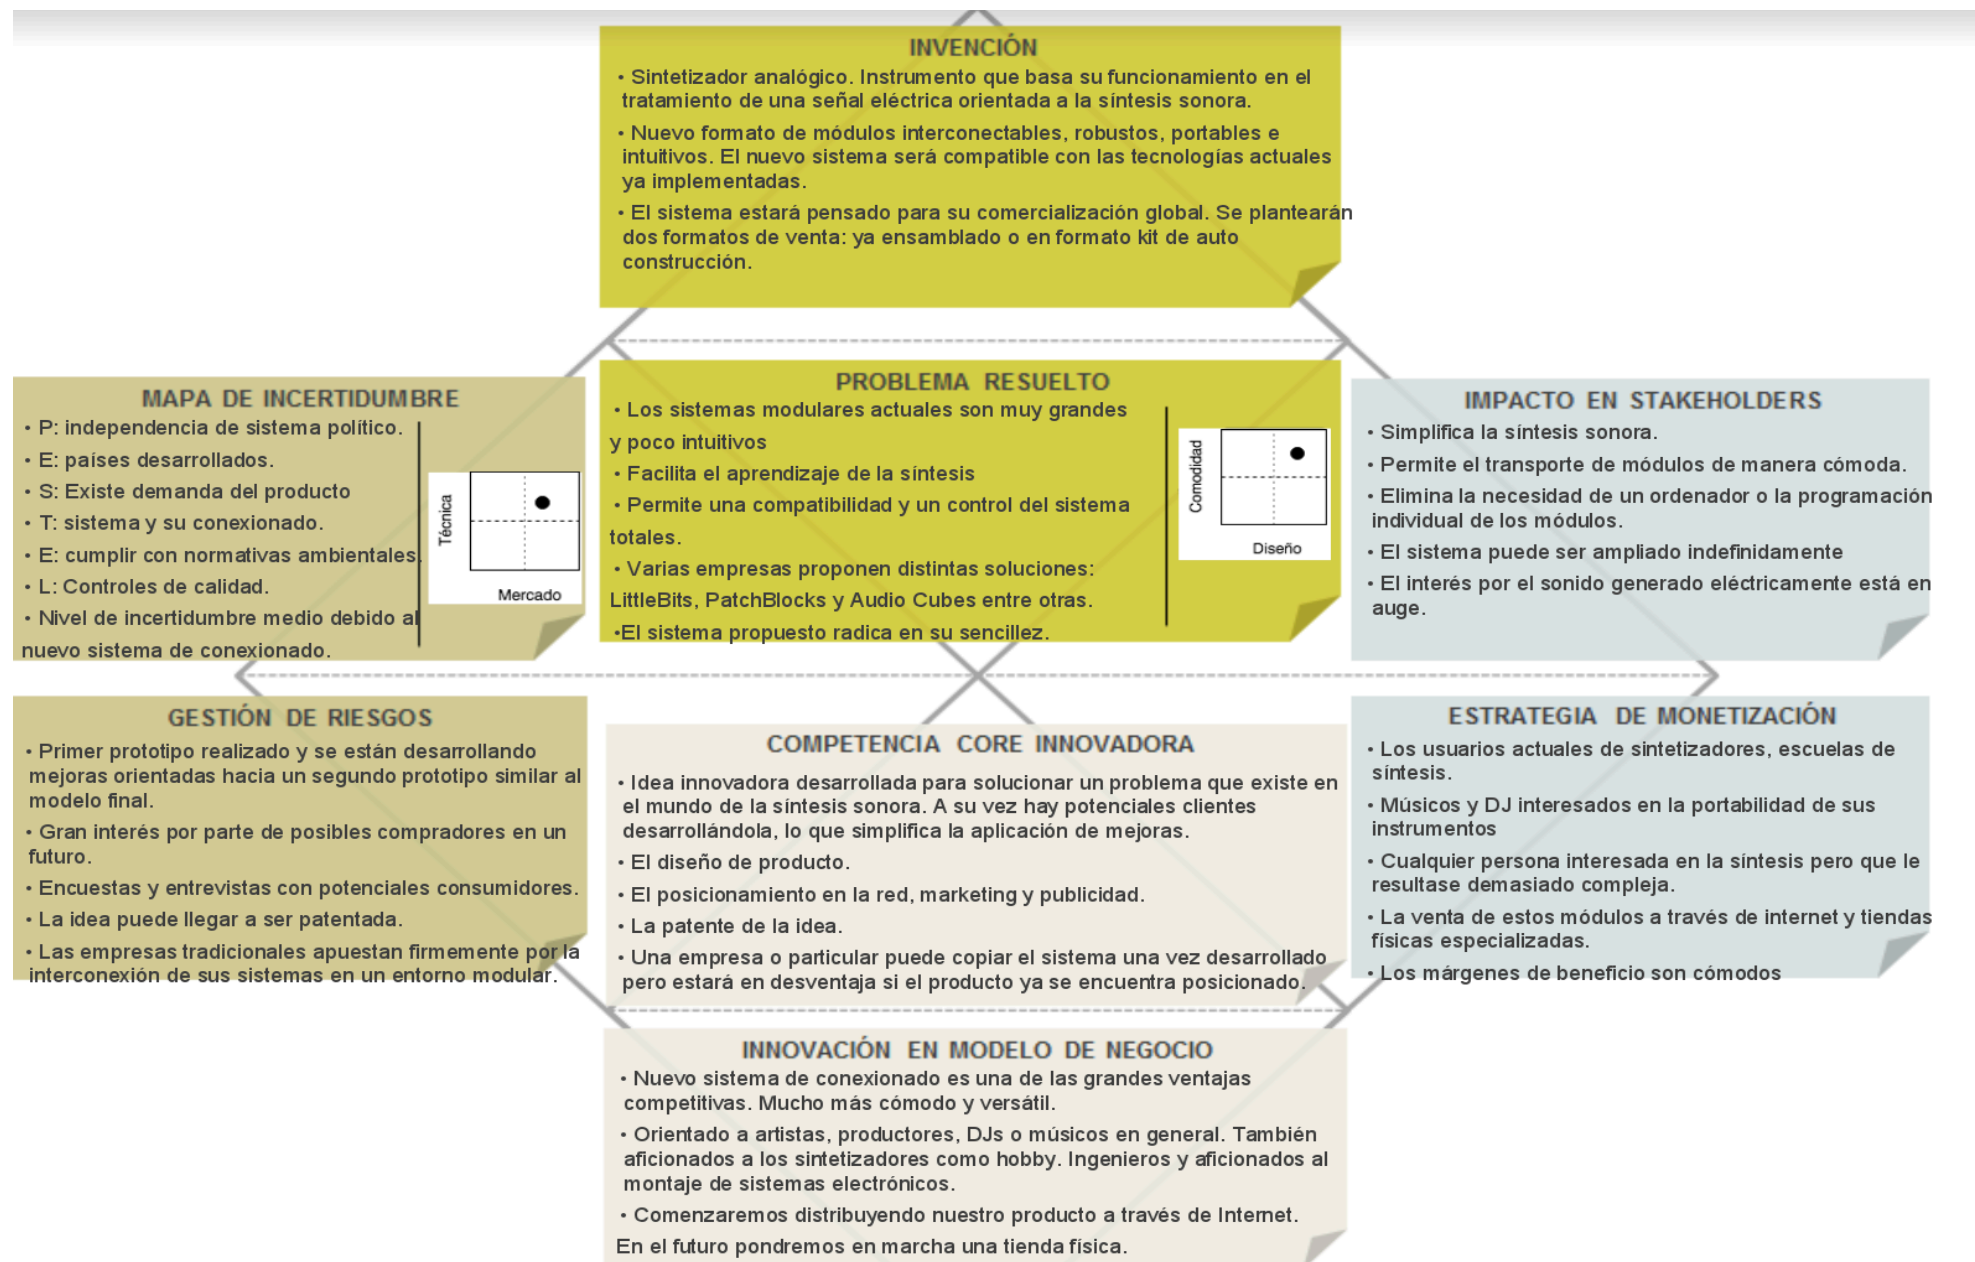 INVENCIÓN
• Sintetizador analógico. Instrumento que basa su funcionamiento en el
tratamiento de una señal eléctrica orientada a la síntesis sonora.
• Nuevo formato de módulos interconectables, robustos, portables e
intuitivos. El nuevo sistema será compatible con las tecnologías actuales
ya implementadas.
• El sistema estará pensado para su comercialización global. Se plantearán
dos formatos de venta: ya ensamblado o en formato kit de auto
construcción.
MAPA DE INCERTIDUMBRE
• P: independencia de sistema político.
• E: países desarrollados.
• S: Existe demanda del producto
• T: sistema y su conexionado.
• E: cumplir con normativas ambientales.
• L: Controles de calidad.
• Nivel de incertidumbre medio debido al
nuevo sistema de conexionado.
Técnica
Mercado
PROBLEMA RESUELTO
• Los sistemas modulares actuales son muy grandes
y poco intuitivos
• Facilita el aprendizaje de la síntesis
• Permite una compatibilidad y un control del sistema
totales.
• Varias empresas proponen distintas soluciones:
LittleBits, PatchBlocks y Audio Cubes entre otras.
•El sistema propuesto radica en su sencillez.
Comodidad
Diseño
IMPACTO EN STAKEHOLDERS
• Simplifica la síntesis sonora.
• Permite el transporte de módulos de manera cómoda.
• Elimina la necesidad de un ordenador o la programación
individual de los módulos.
• El sistema puede ser ampliado indefinidamente
• El interés por el sonido generado eléctricamente está en
auge.
GESTIÓN DE RIESGOS
• Primer prototipo realizado y se están desarrollando
mejoras orientadas hacia un segundo prototipo similar al
modelo final.
• Gran interés por parte de posibles compradores en un
futuro.
• Encuestas y entrevistas con potenciales consumidores.
• La idea puede llegar a ser patentada.
• Las empresas tradicionales apuestan firmemente por la
interconexión de sus sistemas en un entorno modular.
COMPETENCIA CORE INNOVADORA
• Idea innovadora desarrollada para solucionar un problema que existe en
el mundo de la síntesis sonora. A su vez hay potenciales clientes
desarrollándola, lo que simplifica la aplicación de mejoras.
• El diseño de producto.
• El posicionamiento en la red, marketing y publicidad.
• La patente de la idea.
• Una empresa o particular puede copiar el sistema una vez desarrollado
pero estará en desventaja si el producto ya se encuentra posicionado.
ESTRATEGIA DE MONETIZACIÓN
• Los usuarios actuales de sintetizadores, escuelas de
síntesis.
• Músicos y DJ interesados en la portabilidad de sus
instrumentos
• Cualquier persona interesada en la síntesis pero que le
resultase demasiado compleja.
• La venta de estos módulos a través de internet y tiendas
físicas especializadas.
• Los márgenes de beneficio son cómodos
INNOVACIÓN EN MODELO DE NEGOCIO
• Nuevo sistema de conexionado es una de las grandes ventajas
competitivas. Mucho más cómodo y versátil.
• Orientado a artistas, productores, DJs o músicos en general. También
aficionados a los sintetizadores como hobby. Ingenieros y aficionados al
montaje de sistemas electrónicos.
• Comenzaremos distribuyendo nuestro producto a través de Internet.
En el futuro pondremos en marcha una tienda física.